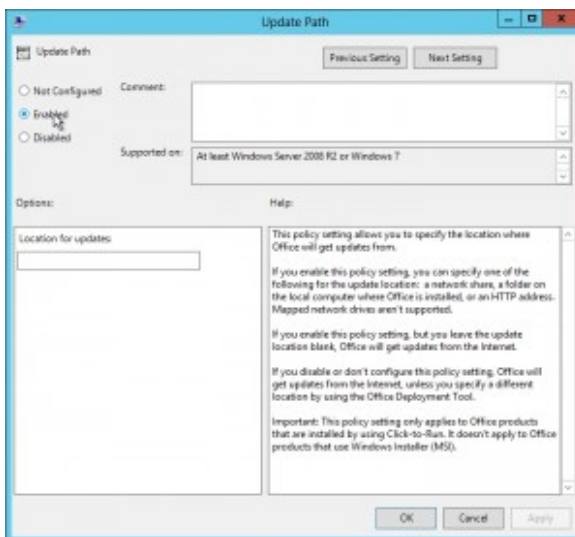 Update Path
Update Path
Previous Setting
Next Setting
Not Configured
Comment:
Enabled
Disabled
Supported on:
At least Windows Server 2008 R2 or Windows 7
Options:
Help:
Location for updates:
This policy setting allows you to specify the location where
Office will get updates from.
If you enable this policy setting, you can specify one of the
following for the update location: a network share, a folder on
the local computer where Office is installed, or an HTTP address.
Mapped network drives aren't supported.
If you enable this policy setting, but you leave the update
location blank, Office will get updates from the Internet.
If you disable or don't configure this policy setting, Office will
get updates from the Internet, unless you specify a different
location by using the Office Deployment Tool.
Important: This policy setting only applies to Office products
that are installed by using Click-to-Run. It doesn't apply to Office
products that use Windows Installer (MSI).
OK
Cancel
Apply